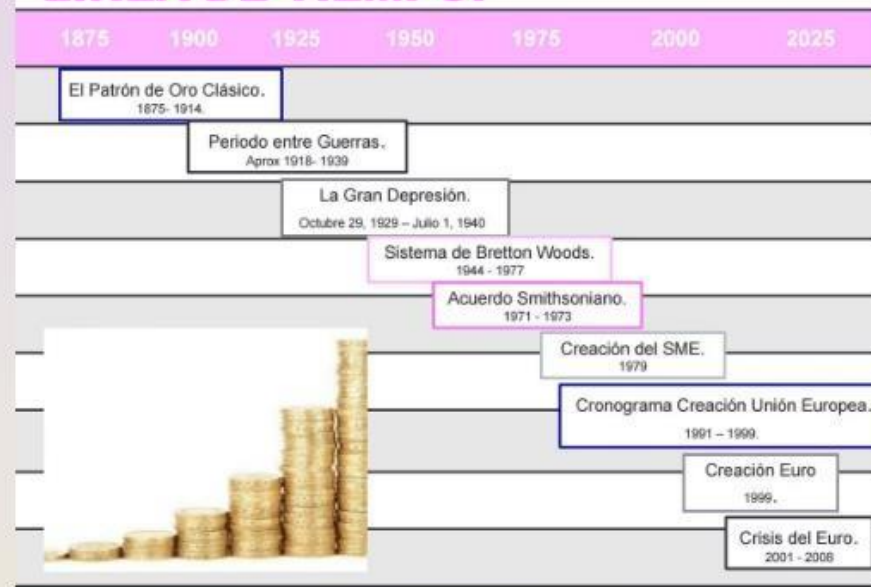 1875 1900 1925 1950 1975 2000 2025
El Patrón de Oro Clásico.
1875- 1914.
Periodo entre Guerras.
Aprox 1918- 1939
La Gran Depresión.
Octubre 29, 1929 – Julio 1, 1940
Sistema de Bretton Woods.
1944 - 1977
Acuerdo Smithsoniano.
1971 - 1973
Creación del SME.
1979
Cronograma Creación Unión Europea.
1991 – 1999.
Creación Euro
1999.
Crisis del Euro.
2001 - 2008